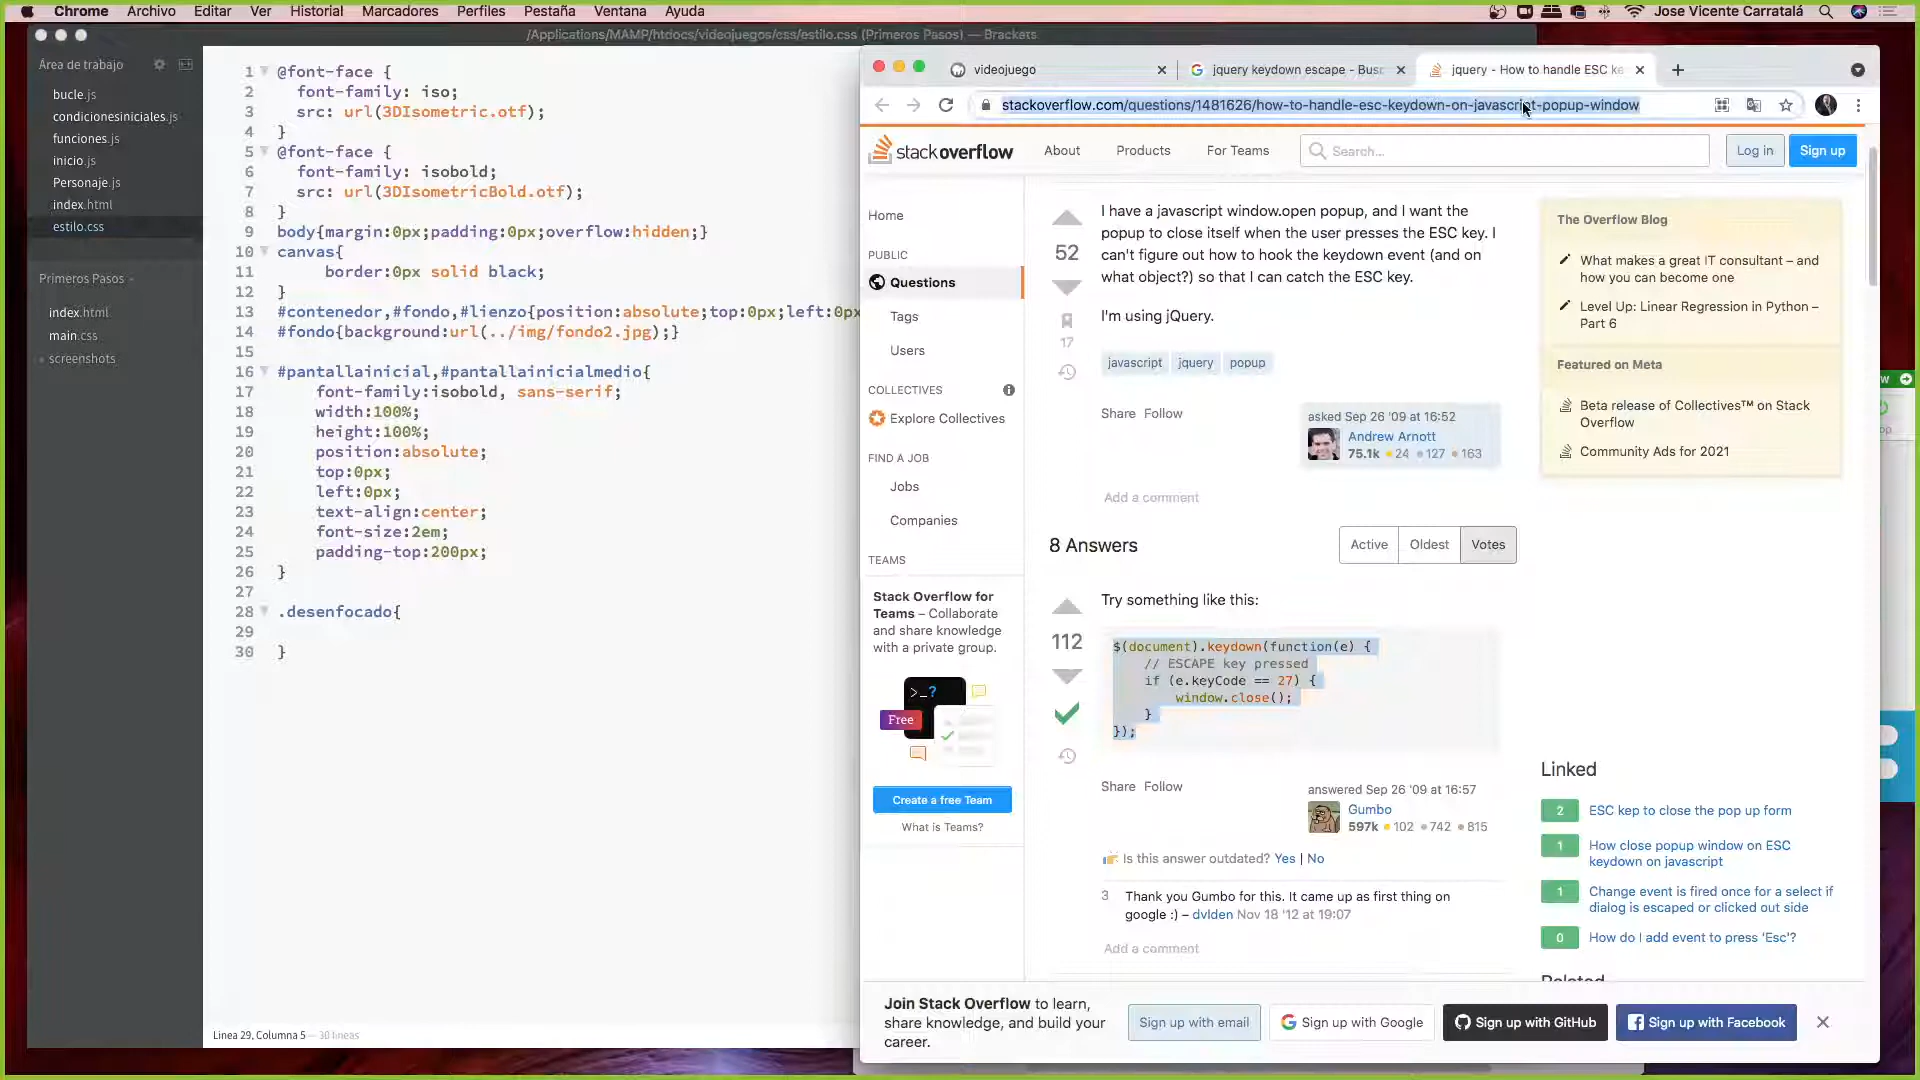 Chrome Archivo Editar Ver Historial Marcadores Perfiles Pestaña Ventana Ayuda
Jose Vicente Carratalá
/Applications/MAMP/htdocs/videojuegos/css/estilo.css (Primeros Pasos) — Brackets
Área de trabajo
bucle.js
condicionesiniciales.js
funciones.js
inicio.js
Personaje.js
index.html
estilo.css
Primeros Pasos
index.html
main.css
screenshots
1 @font-face {
2 font-family: iso;
3 src: url(3DIsometric.otf);
4 }
5 @font-face {
6 font-family: isobold;
7 src: url(3DIsometricBold.otf);
8 }
9 body{margin:0px;padding:0px;overflow:hidden;}
10 canvas{
11 border:0px solid black;
12 }
13 #contenedor,#fondo,#lienzo{position:absolute;top:0px;left:0px
14 #fondo{background:url(../img/fondo2.jpg);}
15
16 #pantallainicial,#pantallainicialmedio{
17 font-family:isobold, sans-serif;
18 width:100%;
19 height:100%;
20 position:absolute;
21 top:0px;
22 left:0px;
23 text-align:center;
24 font-size:2em;
25 padding-top:200px;
26 }
27
28 .desenfocado{
29
30 }
Línea 29, Columna 5 — 30 líneas
videojuego
jquery keydown escape - Busc
jquery - How to handle ESC ke
stackoverflow.com/questions/1481626/how-to-handle-esc-keydown-on-javascript-popup-window
stackoverflow
About Products For Teams
Search...
Log in
Sign up
Home
PUBLIC
Questions
Tags
Users
COLLECTIVES
Explore Collectives
FIND A JOB
Jobs
Companies
TEAMS
Stack Overflow for
Teams – Collaborate
and share knowledge
with a private group.
>_?
Free
Create a free Team
What is Teams?
52
17
I have a javascript window.open popup, and I want the
popup to close itself when the user presses the ESC key. I
can't figure out how to hook the keydown event (and on
what object?) so that I can catch the ESC key.
I'm using jQuery.
javascript jquery popup
Share Follow
asked Sep 26 '09 at 16:52
Andrew Arnott
75.1k 24 127 163
Add a comment
8 Answers
Active Oldest Votes
112
Try something like this:
$(document).keydown(function(e) {
// ESCAPE key pressed
if (e.keyCode == 27) {
window.close();
}
});
Share Follow
answered Sep 26 '09 at 16:57
Gumbo
597k 102 742 815
Is this answer outdated? Yes | No
3 Thank you Gumbo for this. It came up as first thing on
google :) – dvlden Nov 18 '12 at 19:07
Add a comment
The Overflow Blog
What makes a great IT consultant – and
how you can become one
Level Up: Linear Regression in Python –
Part 6
Featured on Meta
Beta release of Collectives™ on Stack
Overflow
Community Ads for 2021
Linked
2 ESC kep to close the pop up form
1 How close popup window on ESC
keydown on javascript
1 Change event is fired once for a select if
dialog is escaped or clicked out side
0 How do I add event to press 'Esc'?
Related
Join Stack Overflow to learn,
share knowledge, and build your
career.
Sign up with email
Sign up with Google
Sign up with GitHub
Sign up with Facebook